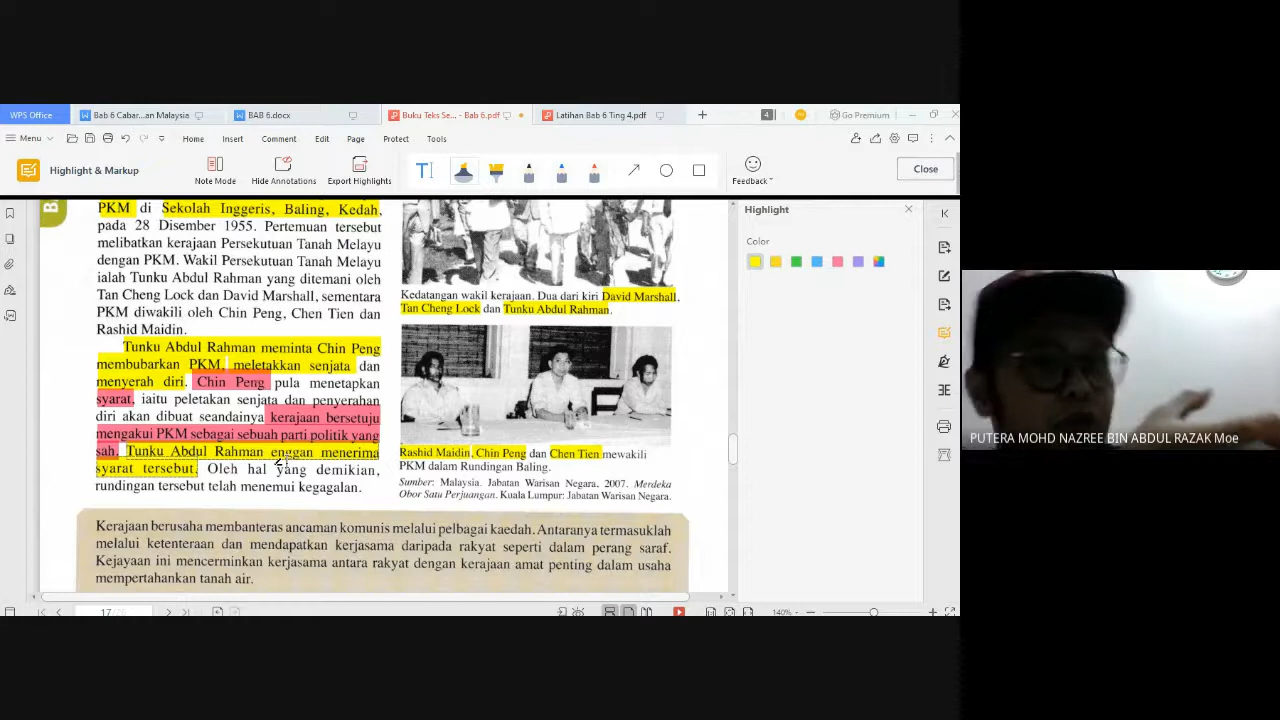 WPS Office
Bab 6 Cabar...an Malaysia
BAB 6.docx
Buku Teks Se... - Bab 6.pdf
Latihan Bab 6 Ting 4.pdf
4
Go Premium
Menu
Home
Insert
Comment
Edit
Page
Protect
Tools
Highlight & Markup
Note Mode
Hide Annotations
Export Highlights
Feedback
Close
B
PKM di Sekolah Inggeris, Baling, Kedah,
pada 28 Disember 1955. Pertemuan tersebut
melibatkan kerajaan Persekutuan Tanah Melayu
dengan PKM. Wakil Persekutuan Tanah Melayu
ialah Tunku Abdul Rahman yang ditemani oleh
Tan Cheng Lock dan David Marshall, sementara
PKM diwakili oleh Chin Peng, Chen Tien dan
Rashid Maidin.
Tunku Abdul Rahman meminta Chin Peng
membubarkan PKM, meletakkan senjata dan
menyerah diri. Chin Peng pula menetapkan
syarat, iaitu peletakan senjata dan penyerahan
diri akan dibuat seandainya kerajaan bersetuju
mengakui PKM sebagai sebuah parti politik yang
sah. Tunku Abdul Rahman enggan menerima
syarat tersebut. Oleh hal yang demikian,
rundingan tersebut telah menemui kegagalan.
Kedatangan wakil kerajaan. Dua dari kiri David Marshall,
Tan Cheng Lock dan Tunku Abdul Rahman.
Rashid Maidin, Chin Peng dan Chen Tien mewakili
PKM dalam Rundingan Baling.
Sumber: Malaysia. Jabatan Warisan Negara, 2007. Merdeka
Obor Satu Perjuangan. Kuala Lumpur: Jabatan Warisan Negara.
Kerajaan berusaha membanteras ancaman komunis melalui pelbagai kaedah. Antaranya termasuklah
melalui ketenteraan dan mendapatkan kerjasama daripada rakyat seperti dalam perang saraf.
Kejayaan ini mencerminkan kerjasama antara rakyat dengan kerajaan amat penting dalam usaha
mempertahankan tanah air.
Highlight
Color
140%
PUTERA MOHD NAZREE BIN ABDUL RAZAK Moe